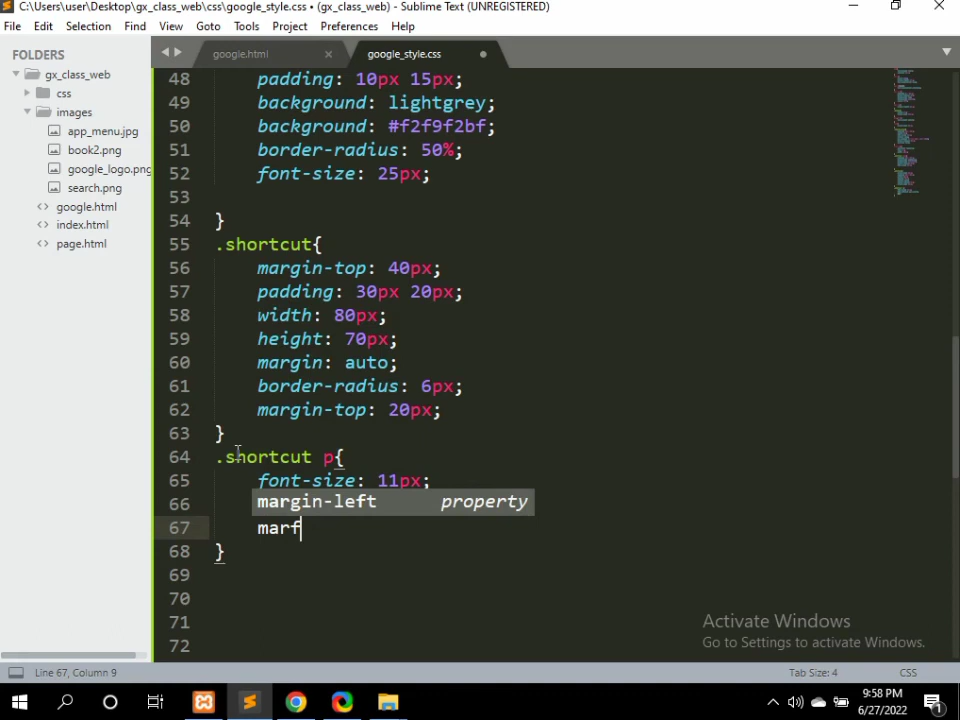 C:\Users\user\Desktop\gx_class_web\css\google_style.css • (gx_class_web) - Sublime Text (UNREGISTERED)
File Edit Selection Find View Goto Tools Project Preferences Help
FOLDERS
gx_class_web
css
images
app_menu.jpg
book2.png
google_logo.png
search.png
google.html
index.html
page.html
google.html google_style.css
48 padding: 10px 15px;
49 background: lightgrey;
50 background: #f2f9f2bf;
51 border-radius: 50%;
52 font-size: 25px;
53
54 }
55 .shortcut{
56 margin-top: 40px;
57 padding: 30px 20px;
58 width: 80px;
59 height: 70px;
60 margin: auto;
61 border-radius: 6px;
62 margin-top: 20px;
63 }
64 .shortcut p{
65 font-size: 11px;
66 margin-left property
67 marf
68 }
69
70
71
72
Activate Windows
Go to Settings to activate Windows.
Line 67, Column 9 Tab Size: 4 CSS
9:58 PM
6/27/2022
1